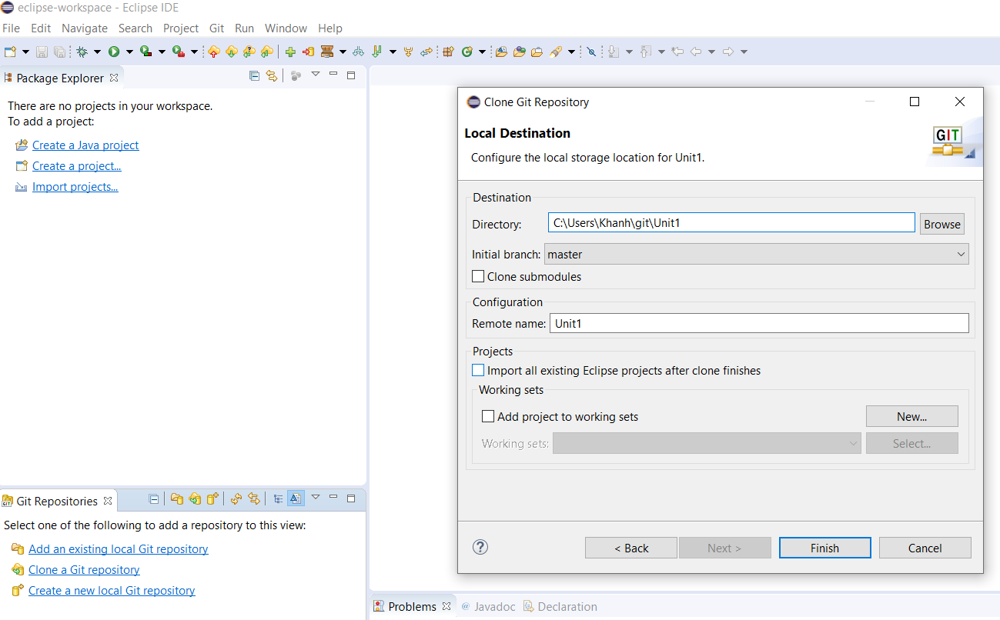 eclipse-workspace - Eclipse IDE
File Edit Navigate Search Project Git Run Window Help
Package Explorer
There are no projects in your workspace.
To add a project:
Create a Java project
Create a project...
Import projects...
Clone Git Repository
Local Destination
Configure the local storage location for Unit1.
GIT
Destination
Directory: C:\Users\Khanh\git\Unit1 Browse
Initial branch: master
Clone submodules
Configuration
Remote name: Unit1
Projects
Import all existing Eclipse projects after clone finishes
Working sets
Add project to working sets New...
Working sets: Select...
? < Back Next > Finish Cancel
GIT Git Repositories
Select one of the following to add a repository to this view:
Add an existing local Git repository
Clone a Git repository
Create a new local Git repository
Problems @ Javadoc Declaration